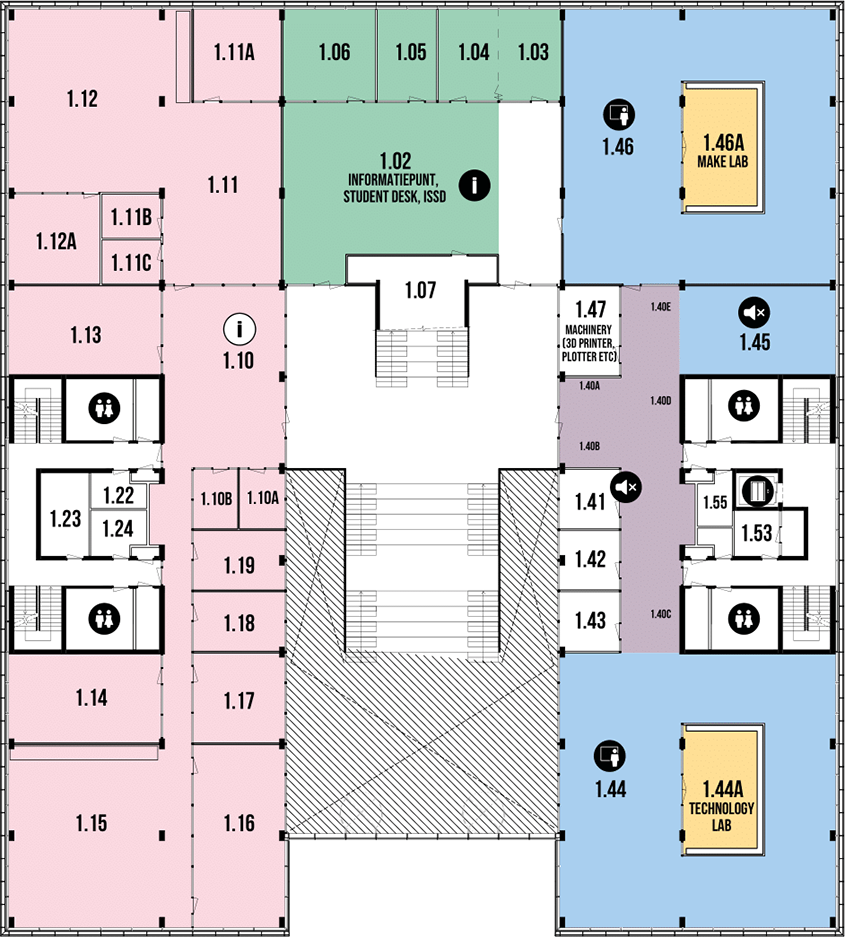 1.11A
1.06
1.05
1.04
1.03
1.12
1.46
1.46A
MAKE LAB
1.02
INFORMATIEPUNT,
STUDENT DESK, ISSD
i
1.11
1.11B
1.12A
1.11C
1.07
1.47
MACHINERY
(3D PRINTER,
PLOTTER ETC)
1.40E
1.13
i
1.10
1.45
1.40A
1.40D
1.40B
1.22
1.23
1.24
1.10B
1.10A
1.41
1.55
1.53
1.19
1.42
1.18
1.43
1.40C
1.14
1.17
1.15
1.16
1.44
1.44A
TECHNOLOGY
LAB